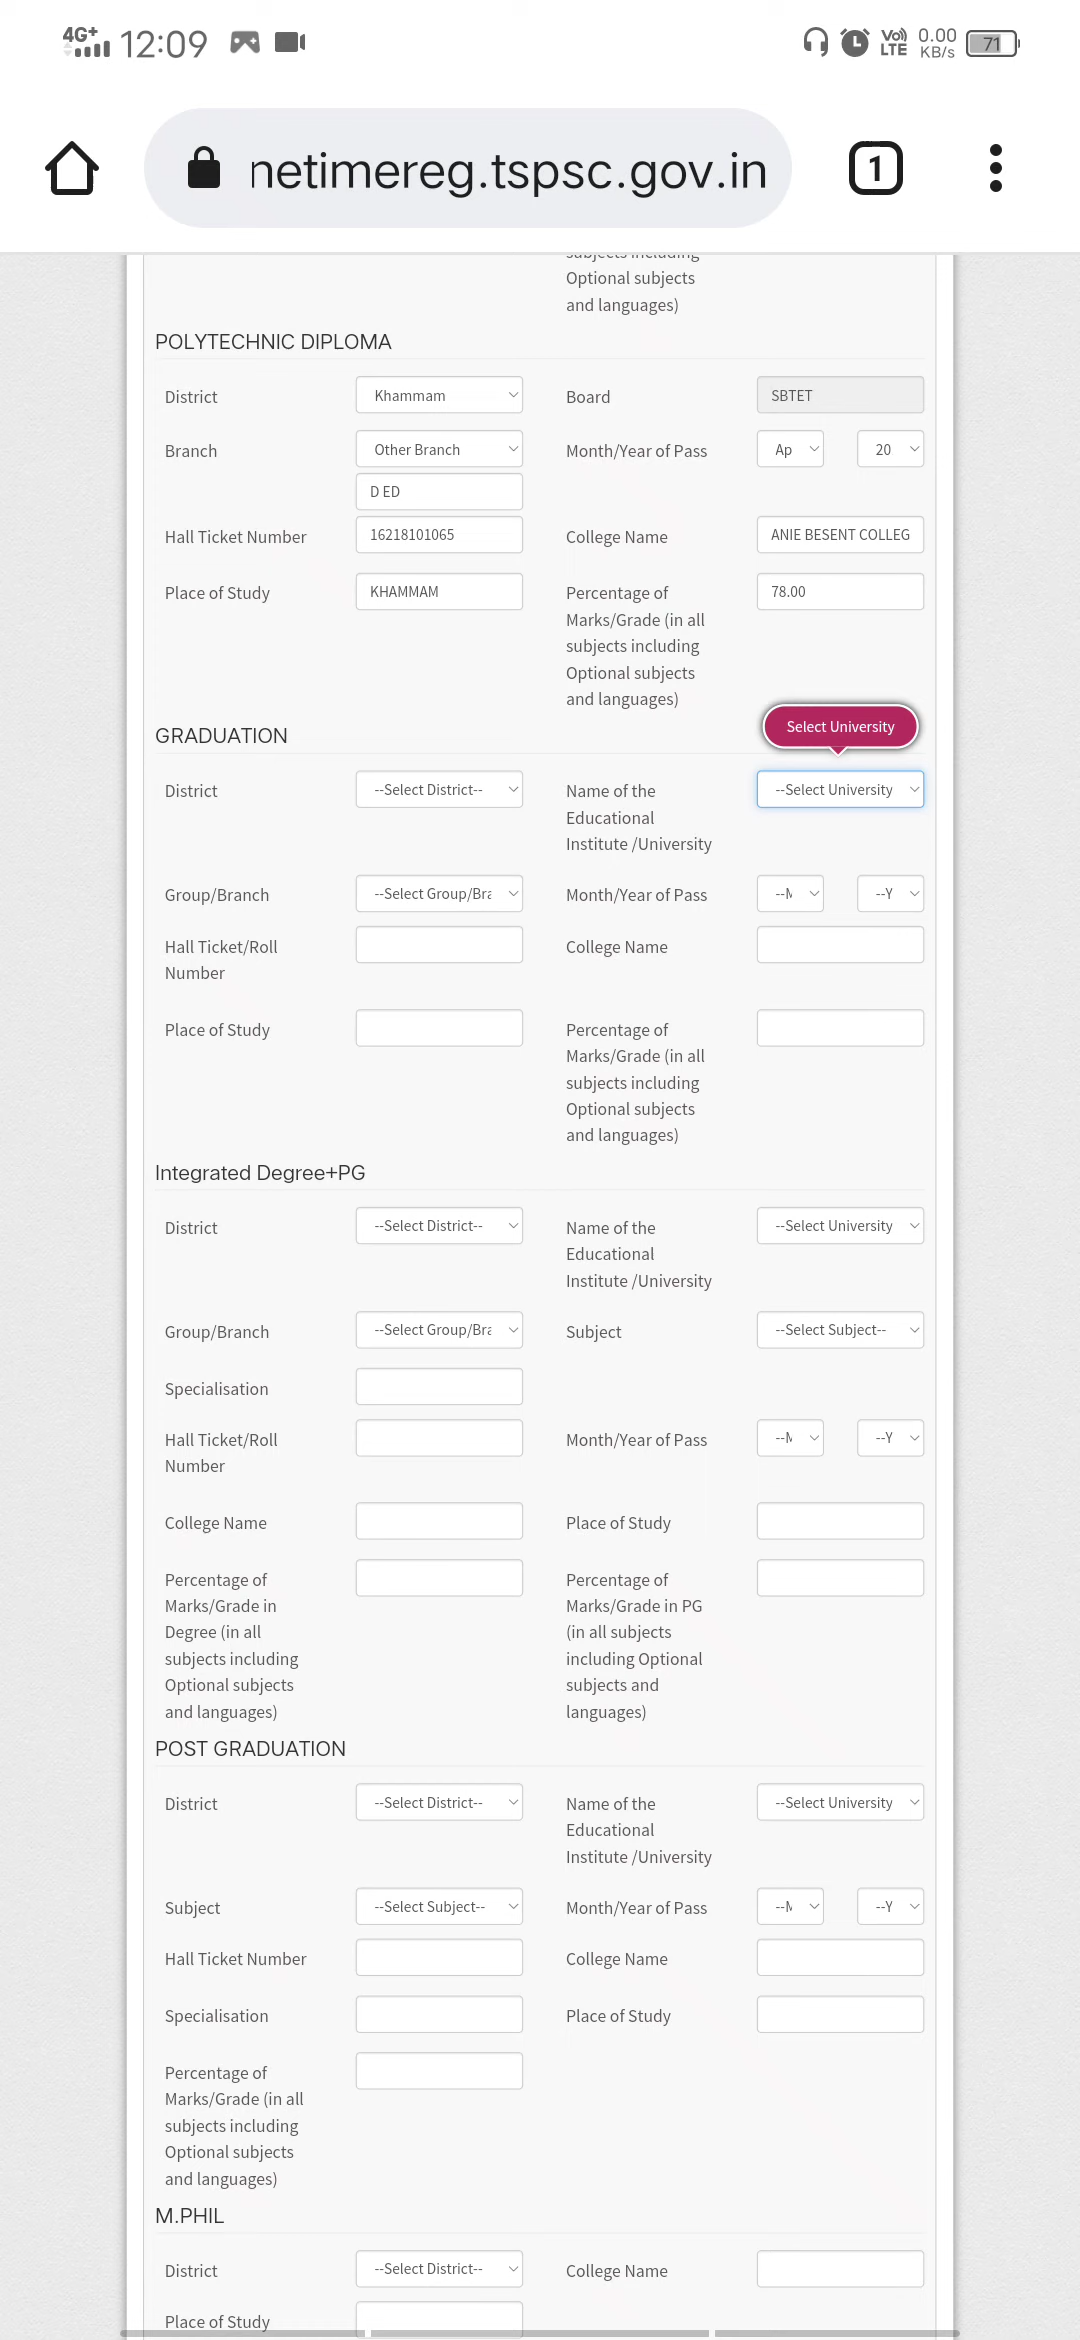 4G+ 12:09 Vo) LTE 0.00 KB/s 71
netimereg.tspsc.gov.in 1
subjects including
Optional subjects
and languages)
POLYTECHNIC DIPLOMA
District Khammam Board SBTET
Branch Other Branch Month/Year of Pass Ap 20
D ED
Hall Ticket Number 16218101065 College Name ANIE BESENT COLLEG
Place of Study KHAMMAM Percentage of 78.00
Marks/Grade (in all
subjects including
Optional subjects
and languages)
Select University
GRADUATION
District --Select District-- Name of the --Select University
Educational
Institute /University
Group/Branch --Select Group/Bra Month/Year of Pass --M --Y
Hall Ticket/Roll College Name
Number
Place of Study Percentage of
Marks/Grade (in all
subjects including
Optional subjects
and languages)
Integrated Degree+PG
District --Select District-- Name of the --Select University
Educational
Institute /University
Group/Branch --Select Group/Bra Subject --Select Subject--
Specialisation
Hall Ticket/Roll Month/Year of Pass --M --Y
Number
College Name Place of Study
Percentage of Percentage of
Marks/Grade in Marks/Grade in PG
Degree (in all (in all subjects
subjects including including Optional
Optional subjects subjects and
and languages) languages)
POST GRADUATION
District --Select District-- Name of the --Select University
Educational
Institute /University
Subject --Select Subject-- Month/Year of Pass --M --Y
Hall Ticket Number College Name
Specialisation Place of Study
Percentage of
Marks/Grade (in all
subjects including
Optional subjects
and languages)
M.PHIL
District --Select District-- College Name
Place of Study